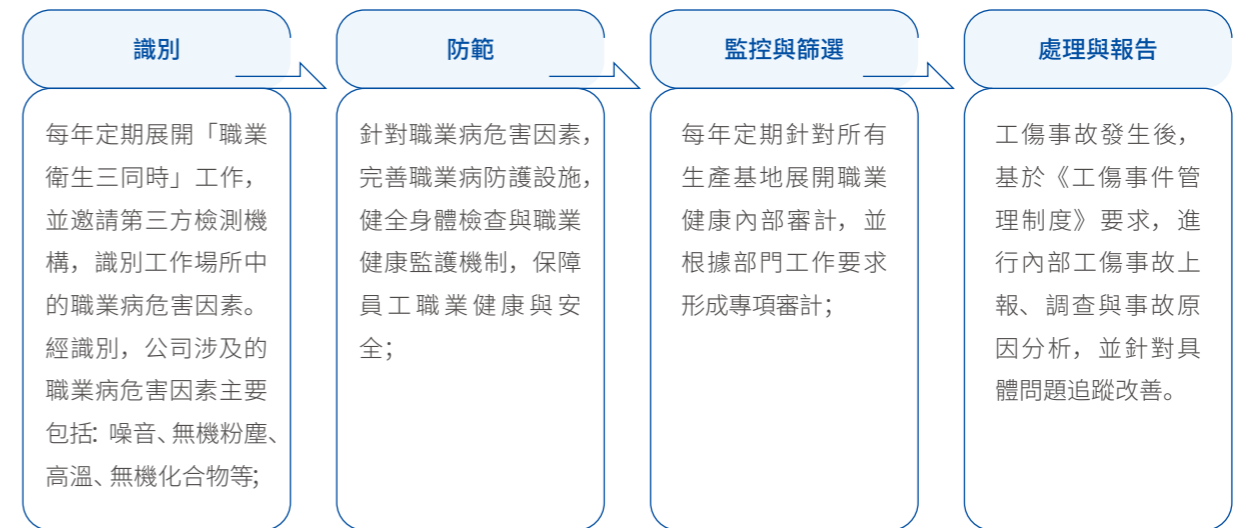 識別
每年定期展開「職業
衛生三同時」工作，
並邀請第三方檢測機
構，識別工作場所中
的職業病危害因素。
經識別，公司涉及的
職業病危害因素主要
包括：噪音、無機粉塵、
高溫、無機化合物等；
防範
針對職業病危害因素，
完善職業病防護設施，
健全身體檢查與職業
健康監護機制，保障
員工職業健康與安
全；
監控與篩選
每年定期針對所有
生產基地展開職業
健康內部審計，並
根據部門工作要求
形成專項審計；
處理與報告
工傷事故發生後，
基於《工傷事件管
理制度》要求，進
行內部工傷事故上
報、調查與事故原
因分析，並針對具
體問題追蹤改善。